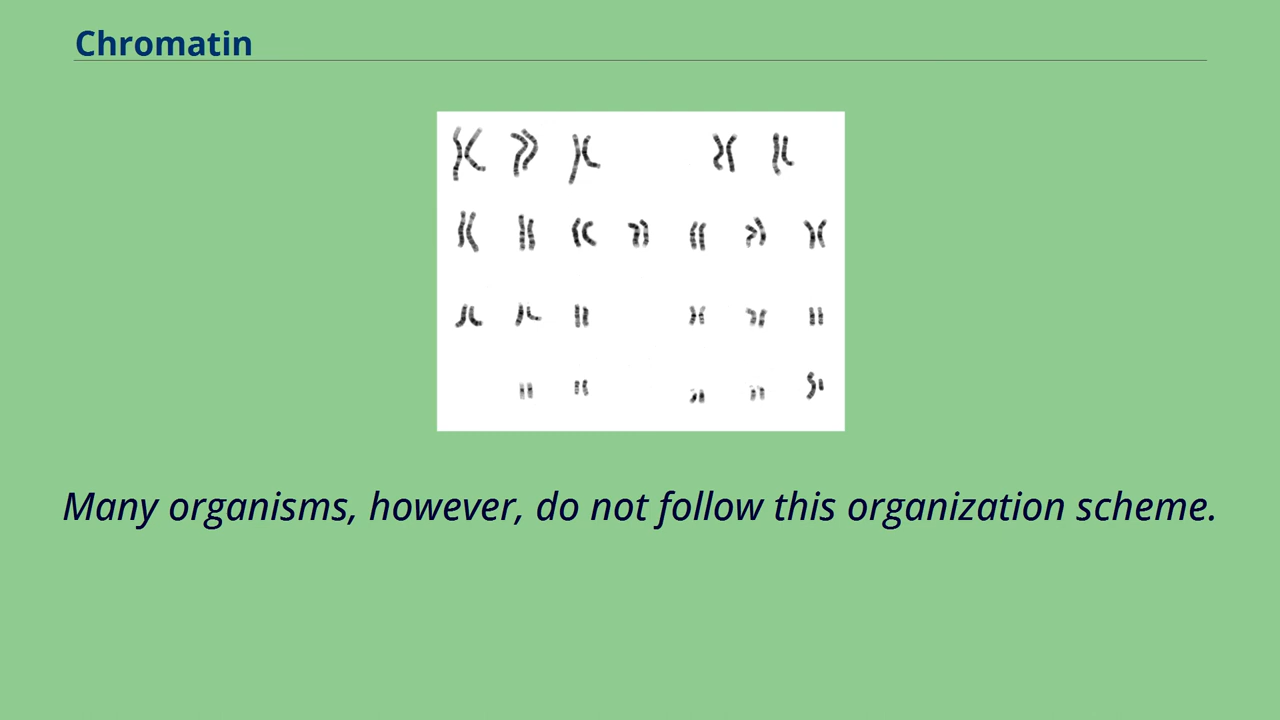 Chromatin
Many organisms, however, do not follow this organization scheme.